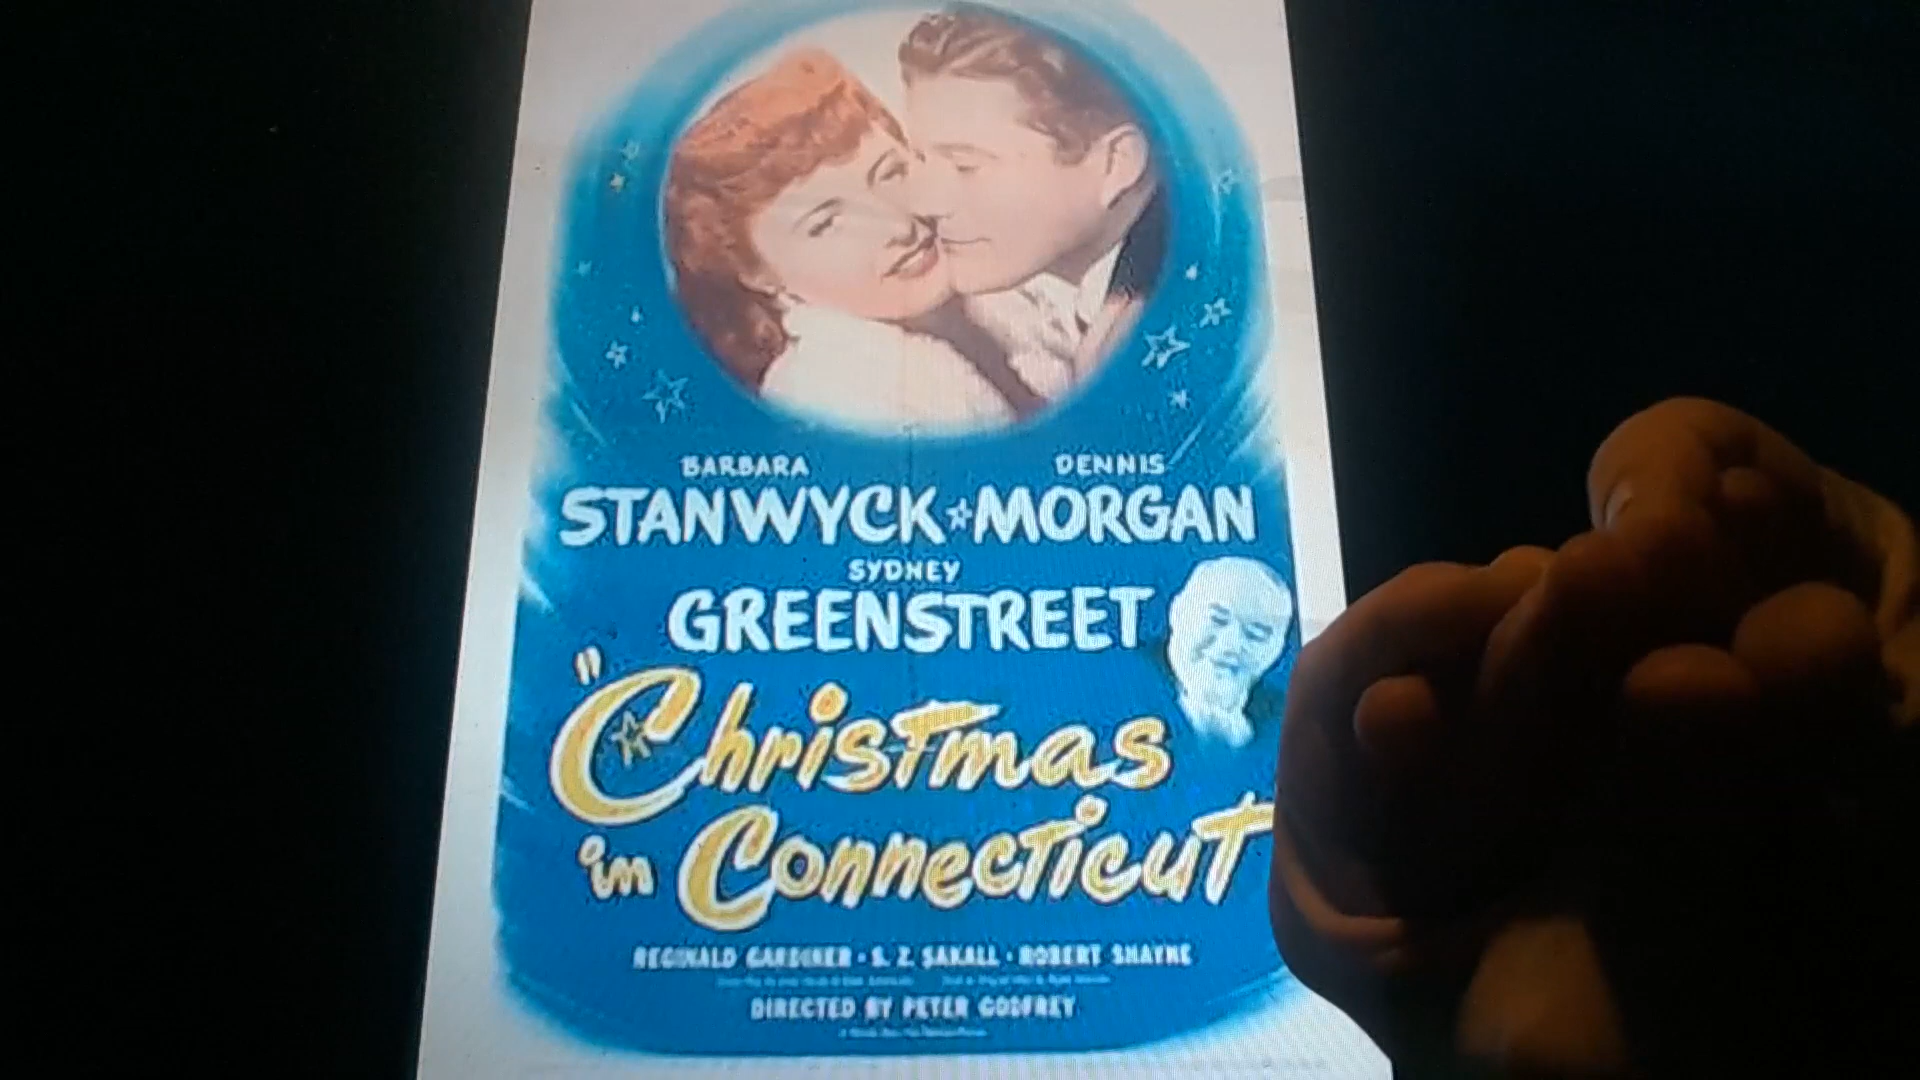 BARBARA DENNIS
STANWYCK MORGAN
SYDNEY
GREENSTREET
"Christmas
in Connecticut
REGINALD GARDINER · S. Z. SAKALL · ROBERT SHAYNE
DIRECTED BY PETER GODFREY